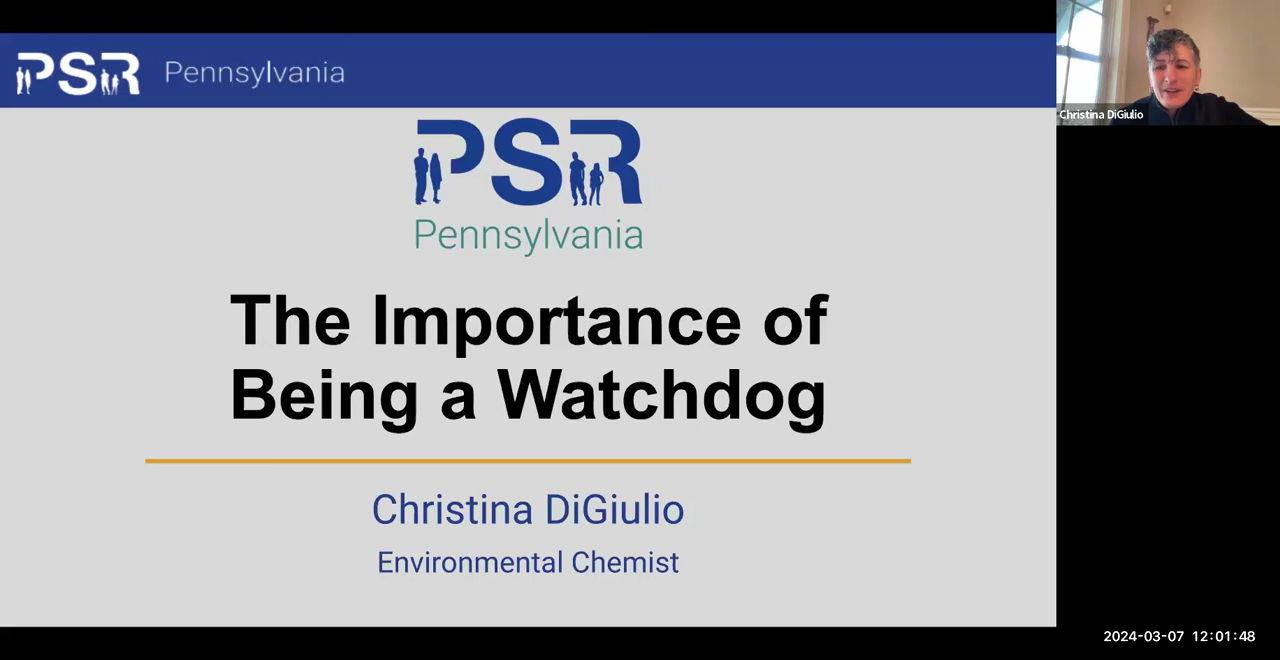 PSR Pennsylvania
Christina DiGiulio
PSR
Pennsylvania
The Importance of
Being a Watchdog
Christina DiGiulio
Environmental Chemist
2024-03-07 12:01:48